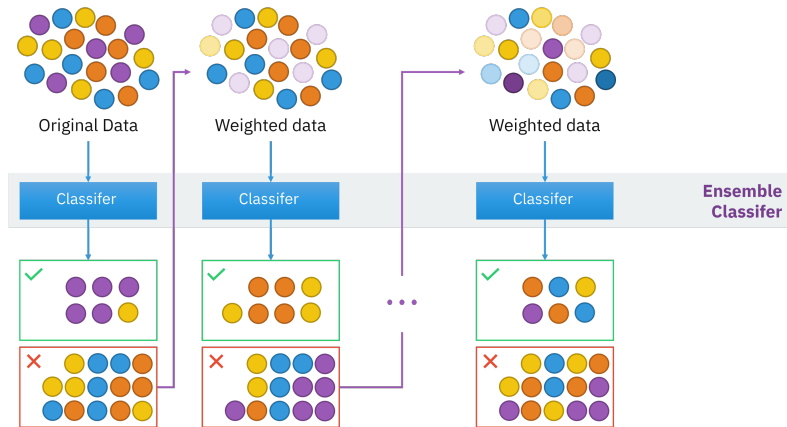 Original Data
Weighted data
Weighted data
Classifer
Classifer
Classifer
Ensemble
Classifer